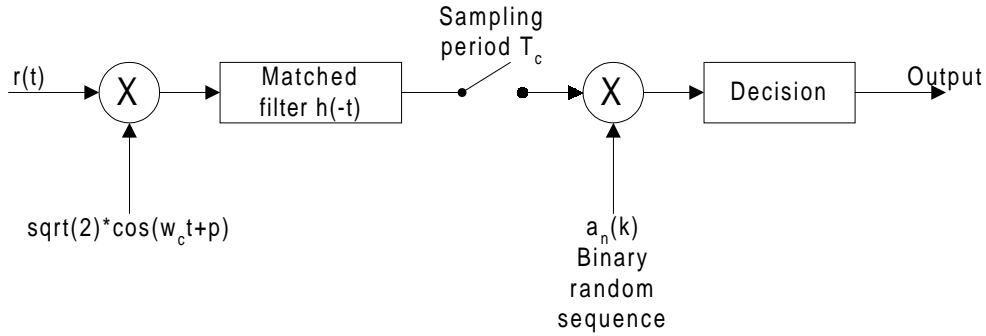 Sampling
period T_c
r(t)
X
Matched
filter h(-t)
X
Decision
Output
sqrt(2)*cos(w_ct+p)
a_n(k)
Binary
random
sequence